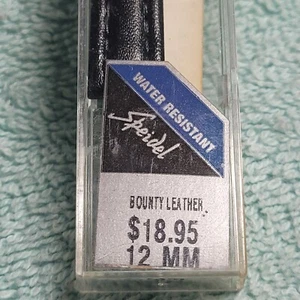 WATER RESISTANT
Speidel
BOUNTY LEATHER
$18.95
12 MM